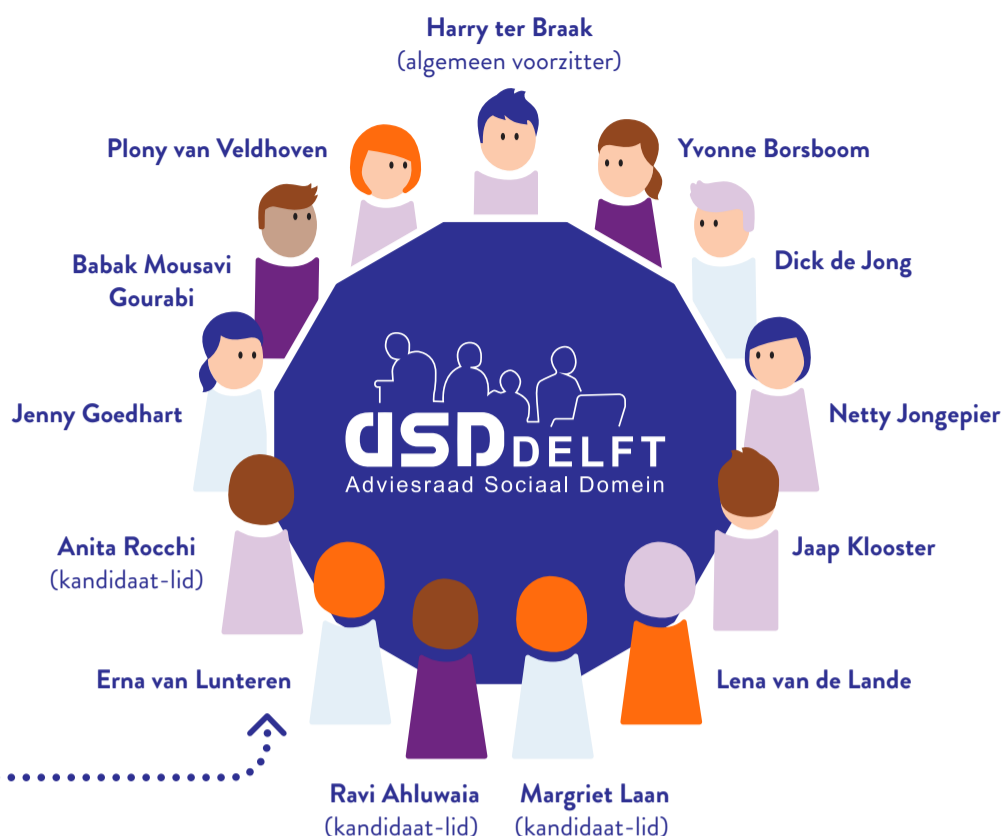 Harry ter Braak
(algemeen voorzitter)
Plony van Veldhoven
Yvonne Borsboom
Babak Mousavi
Gourabi
Dick de Jong
Jenny Goedhart
Netty Jongepier
ASD DELFT
Adviesraad Sociaal Domein
Anita Rocchi
(kandidaat-lid)
Jaap Klooster
Erna van Lunteren
Lena van de Lande
Ravi Ahluwaia
(kandidaat-lid)
Margriet Laan
(kandidaat-lid)